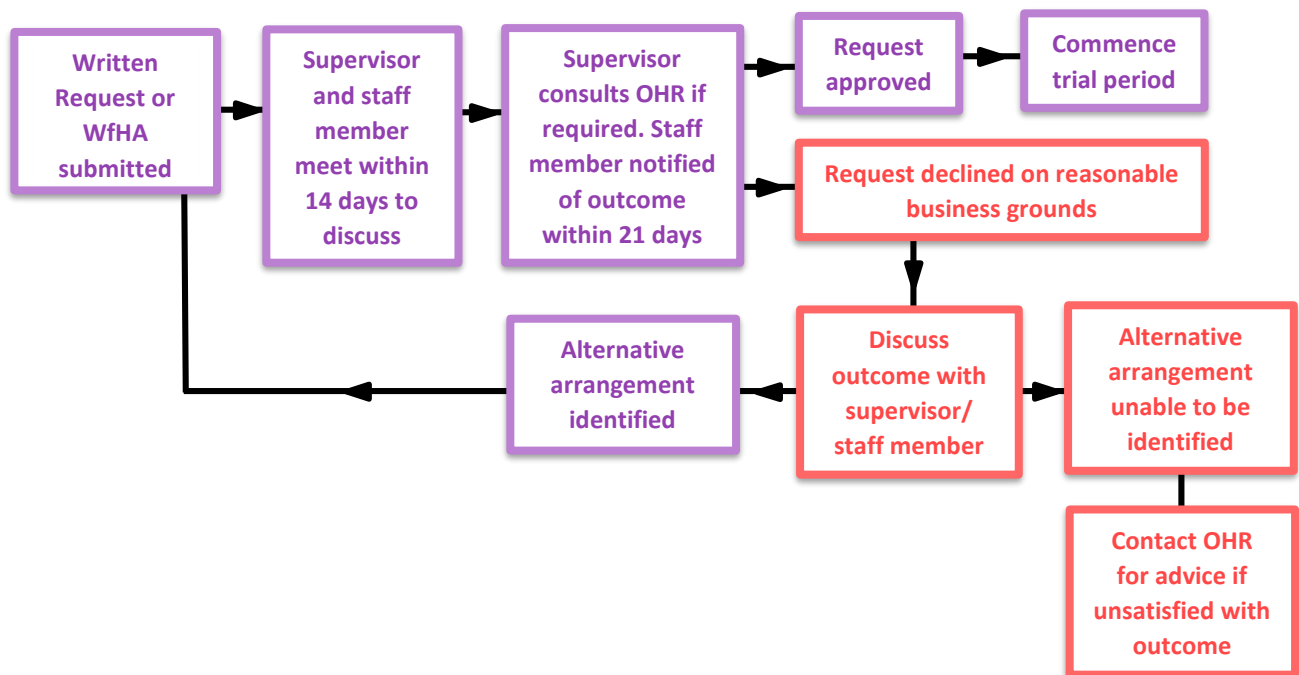 Written
Request or
WfHA
submitted
Supervisor
and staff
member
meet within
14 days to
discuss
Supervisor
consults OHR if
required. Staff
member notified
of outcome
within 21 days
Request
approved
Commence
trial period
Request declined on reasonable
business grounds
Alternative
arrangement
identified
Discuss
outcome with
supervisor/
staff member
Alternative
arrangement
unable to be
identified
Contact OHR
for advice if
unsatisfied with
outcome